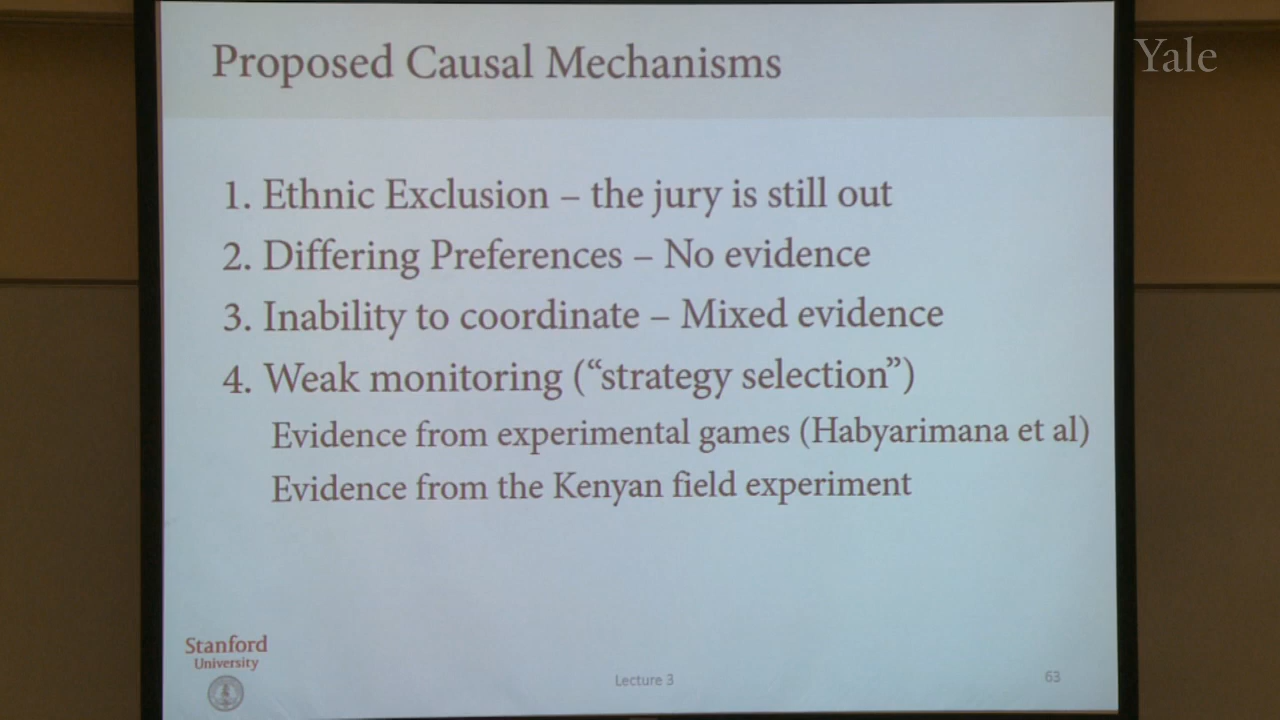 Proposed Causal Mechanisms
Yale
1. Ethnic Exclusion – the jury is still out
2. Differing Preferences – No evidence
3. Inability to coordinate – Mixed evidence
4. Weak monitoring (“strategy selection”)
Evidence from experimental games (Habyarimana et al)
Evidence from the Kenyan field experiment
Stanford
University
Lecture 3
63